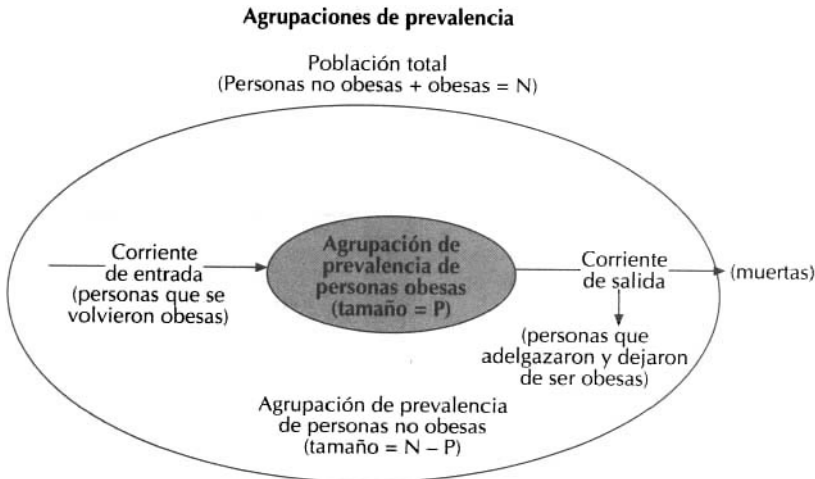 Agrupaciones de prevalencia
Población total
(Personas no obesas + obesas = N)
Corriente
de entrada
(personas que se
volvieron obesas)
Agrupación de
prevalencia de
personas obesas
(tamaño = P)
Corriente
de salida
(muertas)
(personas que
adelgazaron y dejaron
de ser obesas)
Agrupación de prevalencia
de personas no obesas
(tamaño = N – P)